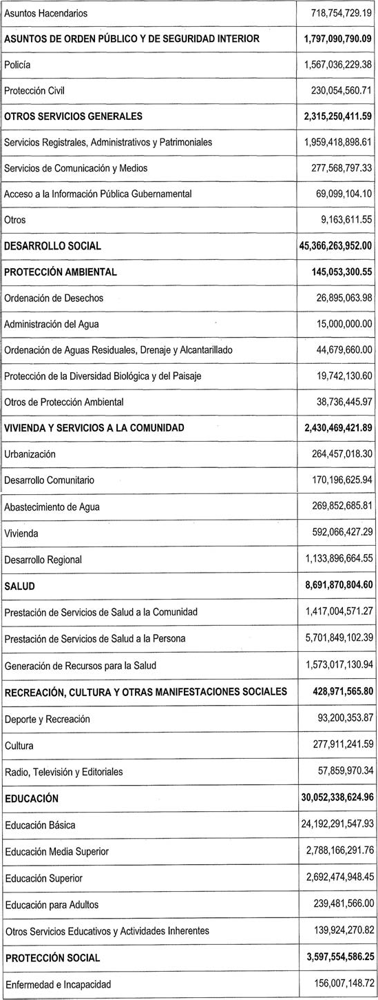 Asuntos Hacendarios 718,754,729.19
ASUNTOS DE ORDEN PÚBLICO Y DE SEGURIDAD INTERIOR 1,797,090,790.09
Policía 1,567,036,229.38
Protección Civil 230,054,560.71
OTROS SERVICIOS GENERALES 2,315,250,411.59
Servicios Registrales, Administrativos y Patrimoniales 1,959,418,898.61
Servicios de Comunicación y Medios 277,568,797.33
Acceso a la Información Pública Gubernamental 69,099,104.10
Otros 9,163,611.55
DESARROLLO SOCIAL 45,366,263,952.00
PROTECCIÓN AMBIENTAL 145,053,300.55
Ordenación de Desechos 26,895,063.98
Administración del Agua 15,000,000.00
Ordenación de Aguas Residuales, Drenaje y Alcantarillado 44,679,660.00
Protección de la Diversidad Biológica y del Paisaje 19,742,130.60
Otros de Protección Ambiental 38,736,445.97
VIVIENDA Y SERVICIOS A LA COMUNIDAD 2,430,469,421.89
Urbanización 264,457,018.30
Desarrollo Comunitario 170,196,625.94
Abastecimiento de Agua 269,852,685.81
Vivienda 592,066,427.29
Desarrollo Regional 1,133,896,664.55
SALUD 8,691,870,804.60
Prestación de Servicios de Salud a la Comunidad 1,417,004,571.27
Prestación de Servicios de Salud a la Persona 5,701,849,102.39
Generación de Recursos para la Salud 1,573,017,130.94
RECREACIÓN, CULTURA Y OTRAS MANIFESTACIONES SOCIALES 428,971,565.80
Deporte y Recreación 93,200,353.87
Cultura 277,911,241.59
Radio, Televisión y Editoriales 57,859,970.34
EDUCACIÓN 30,052,338,624.96
Educación Básica 24,192,291,547.93
Educación Media Superior 2,788,166,291.76
Educación Superior 2,692,474,948.45
Educación para Adultos 239,481,566.00
Otros Servicios Educativos y Actividades Inherentes 139,924,270.82
PROTECCIÓN SOCIAL 3,597,554,586.25
Enfermedad e Incapacidad 156,007,148.72